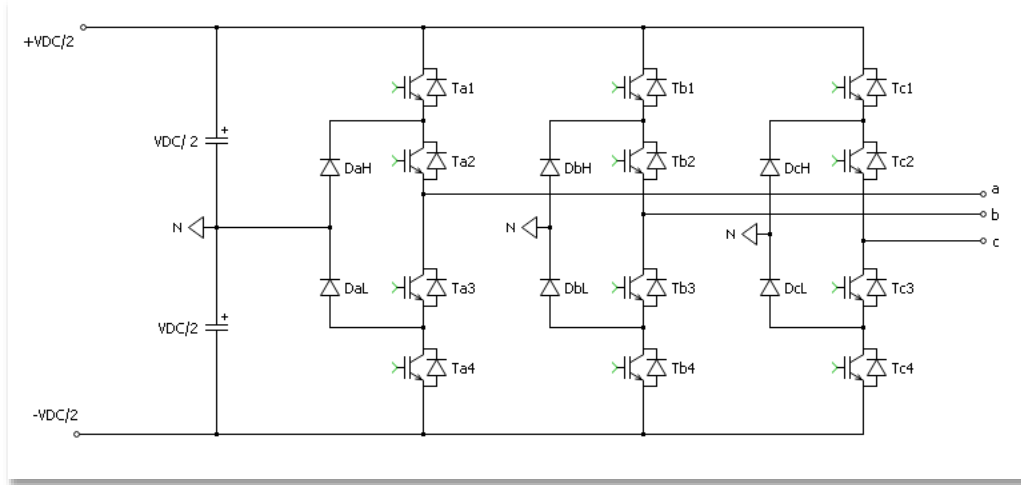 +VDC/2
Ta1 Tb1 Tc1
VDC/ 2
DaH Ta2 DbH Tb2 DcH Tc2
a
b
N N N
c
DaL Ta3 DbL Tb3 DcL Tc3
VDC/2
Ta4 Tb4 Tc4
-VDC/2